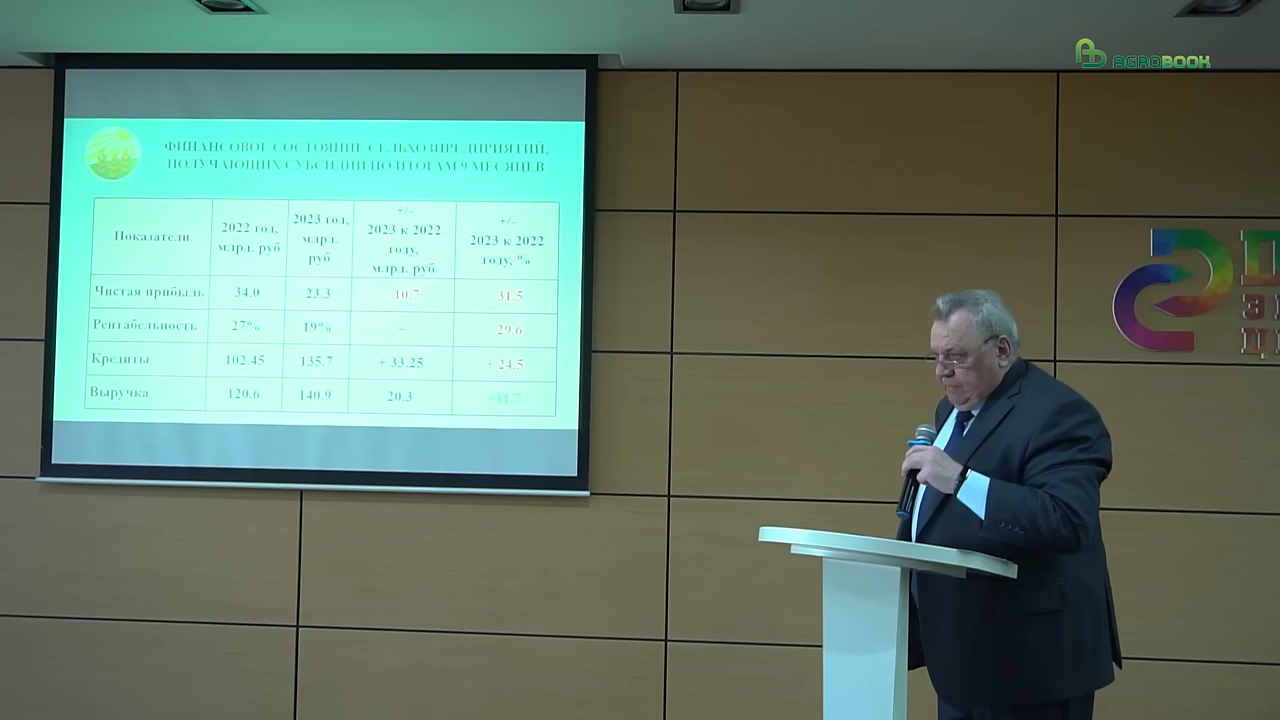 AGROBOOK
ФИНАНСОВОЕ СОСТОЯНИЕ СЕЛЬХОЗПРЕДПРИЯТИЙ,
ПОЛУЧАЮЩИХ СУБСИДИИ ПО ИТОГАМ 9 МЕСЯЦЕВ
Показатели
2022 год,
млрд. руб
2023 год,
млрд.
руб
+/-
2023 к 2022
году,
млрд. руб
+/-
2023 к 2022
году, %
Чистая прибыль 34.0 23.3 10.7 31.5
Рентабельность 27% 19% – 29.6
Кредиты 102.45 135.7 + 33.25 + 24.5
Выручка 120.6 140.9 20.3